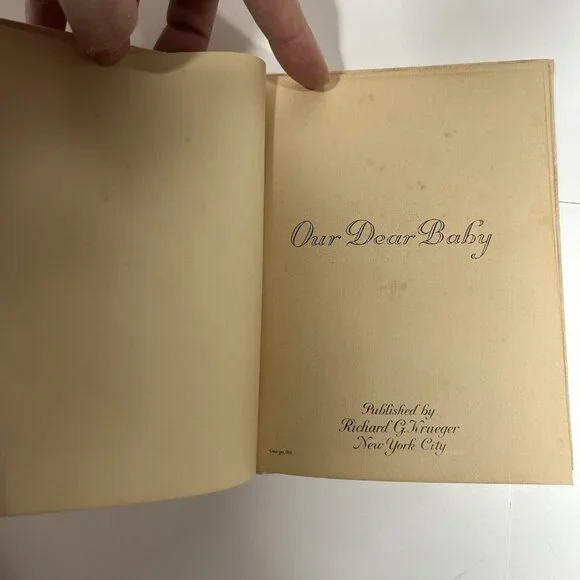 Our Dear Baby
Published by
Richard G. Krueger
New York City